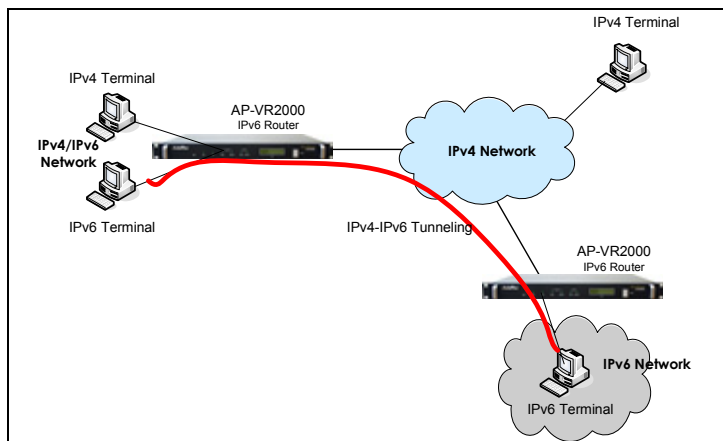 IPv4 Terminal
IPv4 Terminal
AP-VR2000
IPv6 Router
IPv4/IPv6
Network
IPv4 Network
IPv6 Terminal
IPv4-IPv6 Tunneling
AP-VR2000
IPv6 Router
IPv6 Network
IPv6 Terminal